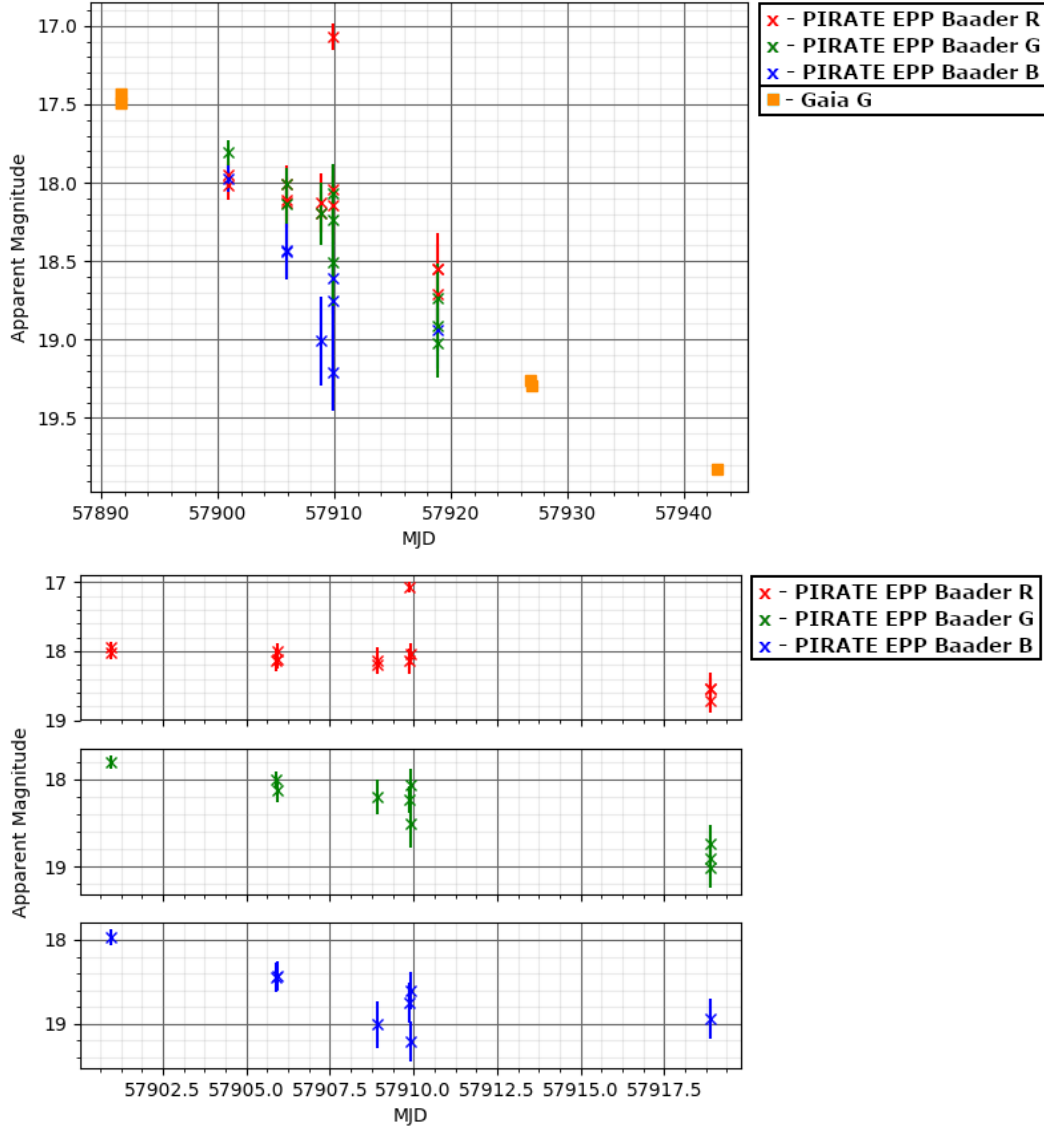 17.0
17.5
18.0
18.5
19.0
19.5
Apparent Magnitude
57890 57900 57910 57920 57930 57940
MJD
x - PIRATE EPP Baader R
x - PIRATE EPP Baader G
x - PIRATE EPP Baader B
- Gaia G
17
18
19
18
19
18
19
Apparent Magnitude
57902.5 57905.0 57907.5 57910.0 57912.5 57915.0 57917.5
MJD
x - PIRATE EPP Baader R
x - PIRATE EPP Baader G
x - PIRATE EPP Baader B